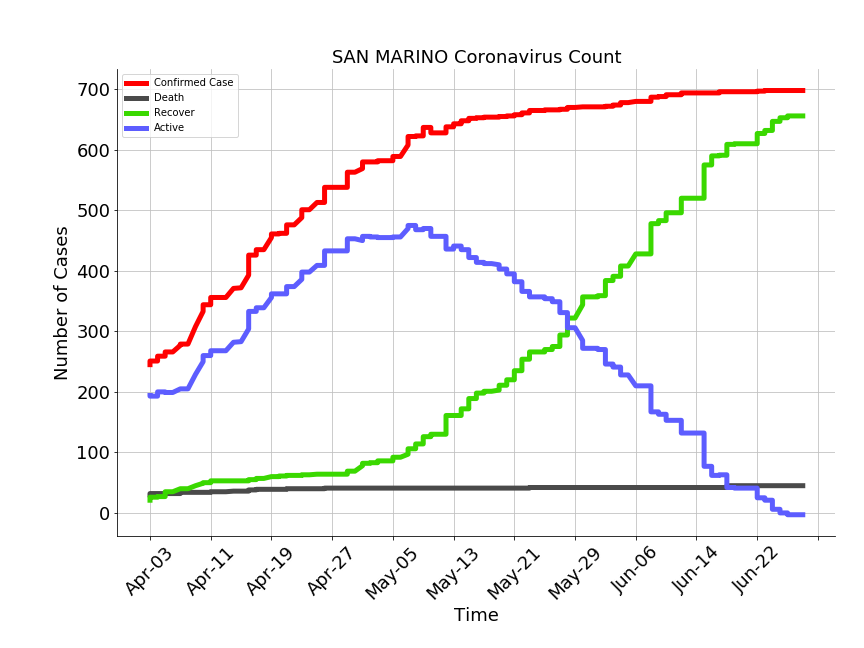 SAN MARINO Coronavirus Count
Confirmed Case
Death
Recover
Active
Number of Cases
700
600
500
400
300
200
100
0
Apr-03
Apr-11
Apr-19
Apr-27
May-05
May-13
May-21
May-29
Jun-06
Jun-14
Jun-22
Time